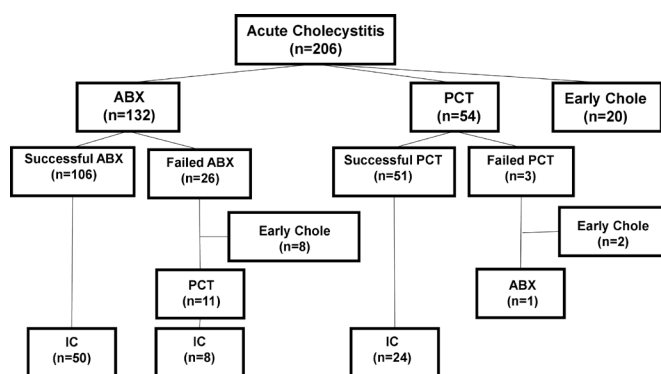 Acute Cholecystitis
(n=206)
ABX
(n=132)
PCT
(n=54)
Early Chole
(n=20)
Successful ABX
(n=106)
Failed ABX
(n=26)
Successful PCT
(n=51)
Failed PCT
(n=3)
Early Chole
(n=8)
Early Chole
(n=2)
PCT
(n=11)
ABX
(n=1)
IC
(n=50)
IC
(n=8)
IC
(n=24)